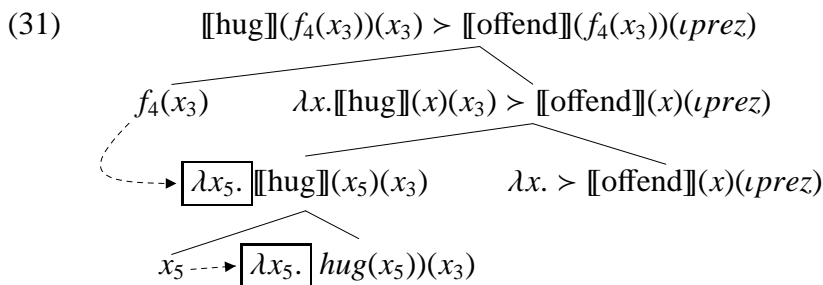 (31) ⟦hug⟧(f₄(x₃))(x₃) ≻ ⟦offend⟧(f₄(x₃))(ιprez)
f₄(x₃) λx.⟦hug⟧(x)(x₃) ≻ ⟦offend⟧(x)(ιprez)
λx₅. ⟦hug⟧(x₅)(x₃) λx. ≻ ⟦offend⟧(x)(ιprez)
x₅ λx₅. hug(x₅))(x₃)